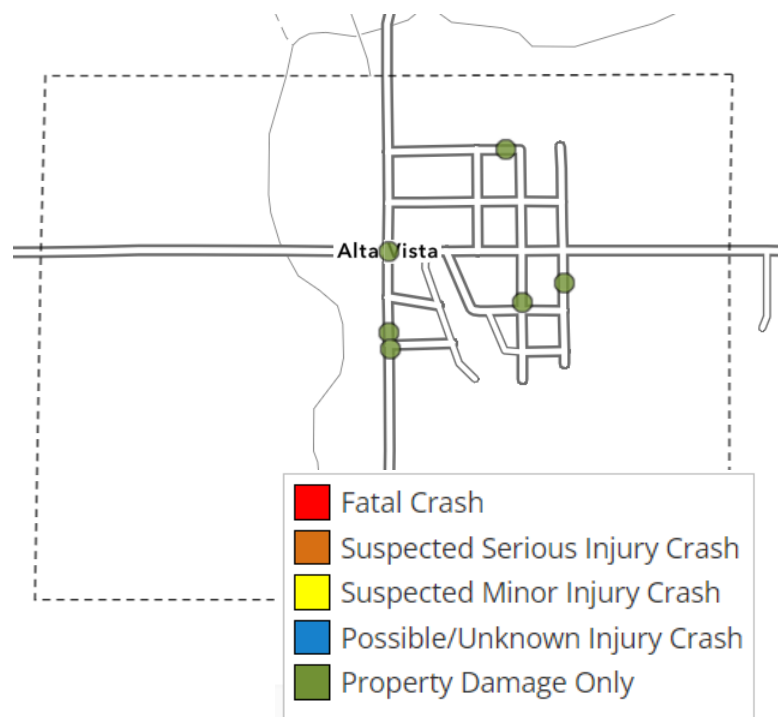 Alta Vista
Fatal Crash
Suspected Serious Injury Crash
Suspected Minor Injury Crash
Possible/Unknown Injury Crash
Property Damage Only